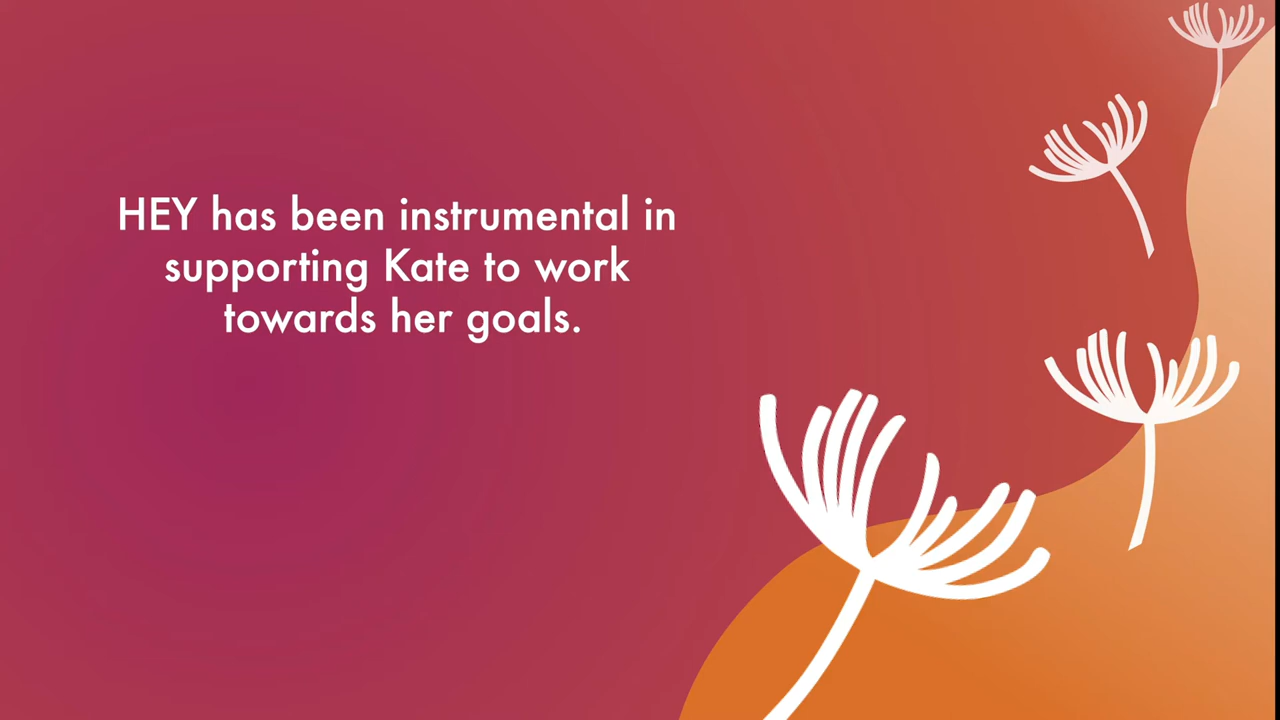 HEY has been instrumental in
supporting Kate to work
towards her goals.